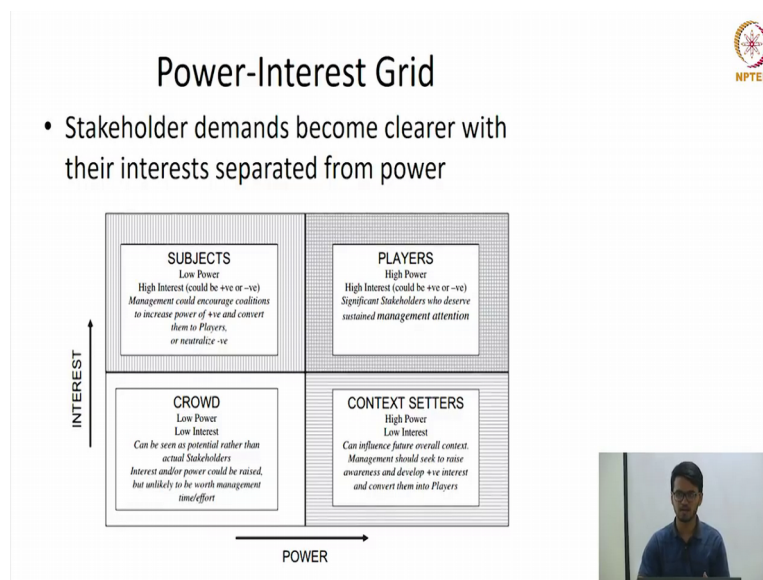 Power-Interest Grid
NPTEL
• Stakeholder demands become clearer with
their interests separated from power
SUBJECTS
Low Power
High Interest (could be +ve or –ve)
Management could encourage coalitions
to increase power of +ve and convert
them to Players,
or neutralize -ve
PLAYERS
High Power
High Interest (could be +ve or –ve)
Significant Stakeholders who deserve
sustained management attention
INTEREST
CROWD
Low Power
Low Interest
Can be seen as potential rather than
actual Stakeholders
Interest and/or power could be raised,
but unlikely to be worth management
time/effort
CONTEXT SETTERS
High Power
Low Interest
Can influence future overall context.
Management should seek to raise
awareness and develop +ve interest
and convert them into Players
POWER